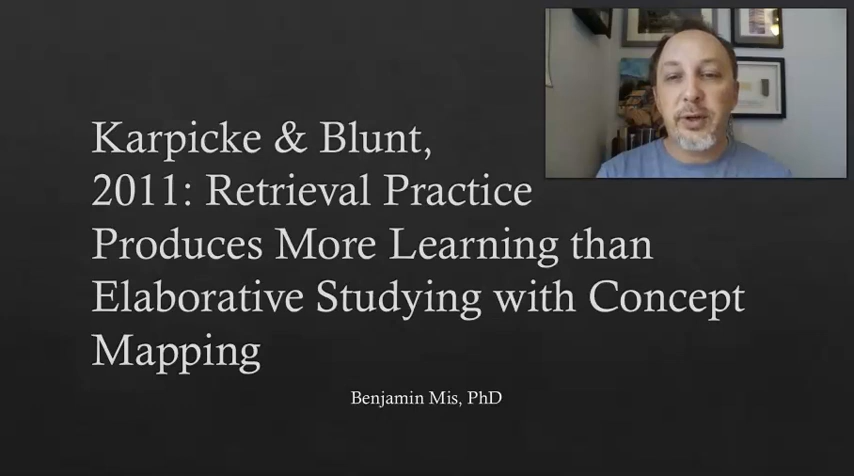 Karpicke & Blunt,
2011: Retrieval Practice
Produces More Learning than
Elaborative Studying with Concept
Mapping
Benjamin Mis, PhD